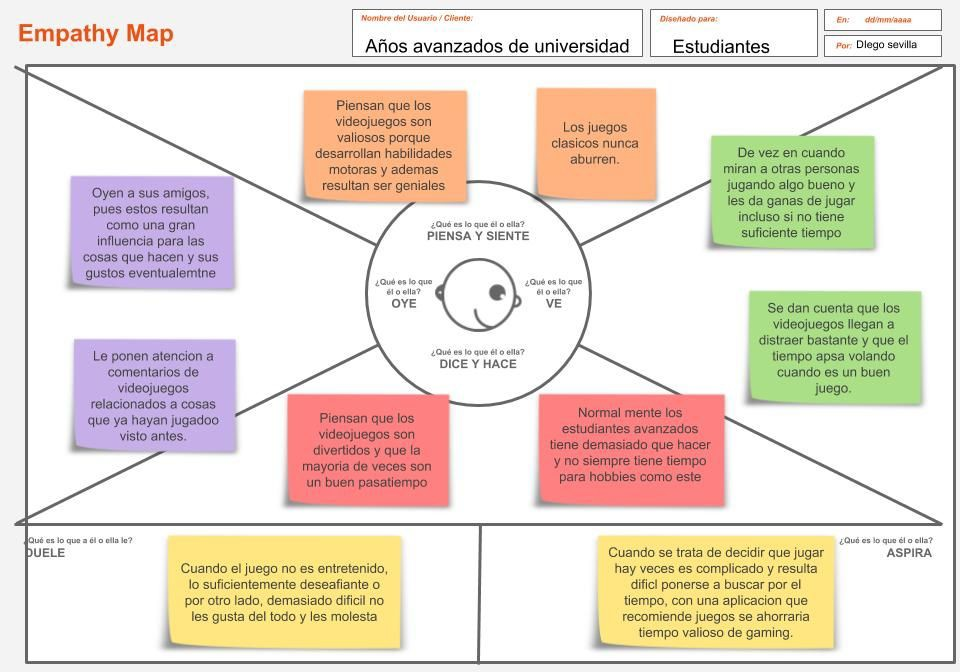 Empathy Map
Nombre del Usuario / Cliente:
Años avanzados de universidad
Diseñado para:
Estudiantes
En: dd/mm/aaaa
Por: DIego sevilla
Piensan que los
videojuegos son
valiosos porque
desarrollan habilidades
motoras y ademas
resultan ser geniales
Los juegos
clasicos nunca
aburren.
De vez en cuando
miran a otras personas
jugando algo bueno y
les da ganas de jugar
incluso si no tiene
suficiente tiempo
Oyen a sus amigos,
pues estos resultan
como una gran
influencia para las
cosas que hacen y sus
gustos eventualemtne
¿Qué es lo que él o ella?
PIENSA Y SIENTE
¿Qué es lo que
él o ella?
OYE
¿Qué es lo que
él o ella?
VE
¿Qué es lo que él o ella?
DICE Y HACE
Se dan cuenta que los
videojuegos llegan a
distraer bastante y que el
tiempo apsa volando
cuando es un buen
juego.
Le ponen atencion a
comentarios de
videojuegos
relacionados a cosas
que ya hayan jugadoo
visto antes.
Piensan que los
videojuegos son
divertidos y que la
mayoria de veces son
un buen pasatiempo
Normal mente los
estudiantes avanzados
tiene demasiado que hacer
y no siempre tiene tiempo
para hobbies como este
¿Qué es lo que a él o ella le?
DUELE
Cuando el juego no es entretenido,
lo suficientemente deseafiante o
por otro lado, demasiado dificil no
les gusta del todo y les molesta
Cuando se trata de decidir que jugar
hay veces es complicado y resulta
dificl ponerse a buscar por el
tiempo, con una aplicacion que
recomiende juegos se ahorraria
tiempo valioso de gaming.
¿Qué es lo que él o ella?
ASPIRA